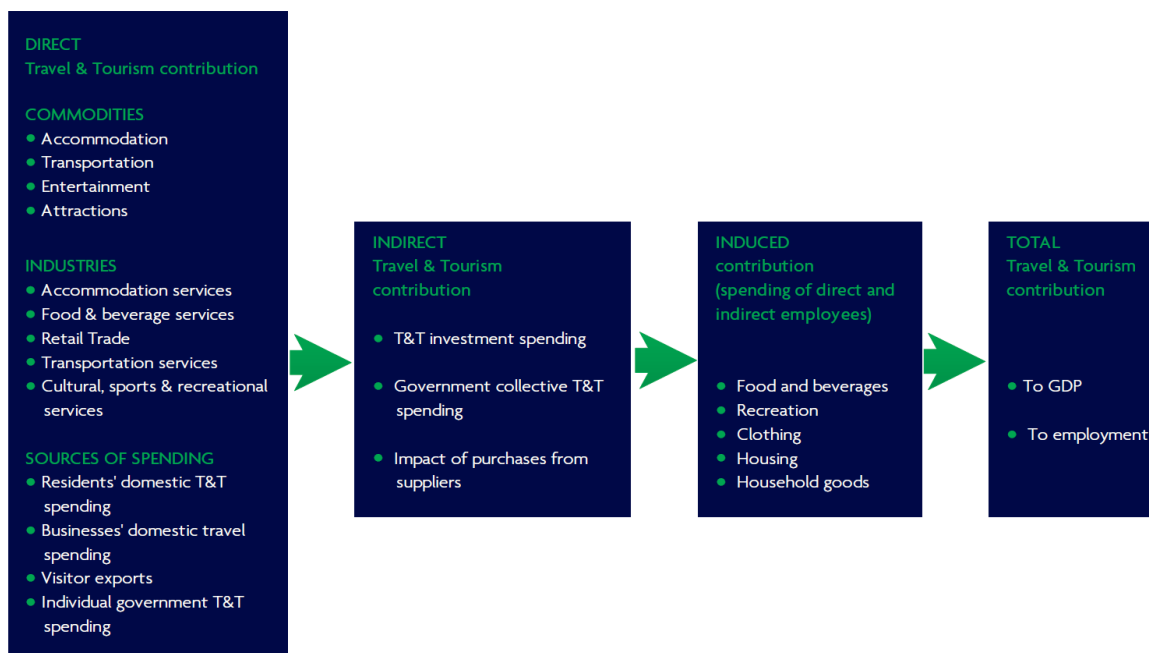 DIRECT
Travel & Tourism contribution
COMMODITIES
• Accommodation
• Transportation
• Entertainment
• Attractions
INDUSTRIES
• Accommodation services
• Food & beverage services
• Retail Trade
• Transportation services
• Cultural, sports & recreational
services
SOURCES OF SPENDING
• Residents' domestic T&T
spending
• Businesses' domestic travel
spending
• Visitor exports
• Individual government T&T
spending
INDIRECT
Travel & Tourism
contribution
• T&T investment spending
• Government collective T&T
spending
• Impact of purchases from
suppliers
INDUCED
contribution
(spending of direct and
indirect employees)
• Food and beverages
• Recreation
• Clothing
• Housing
• Household goods
TOTAL
Travel & Tourism
contribution
• To GDP
• To employment